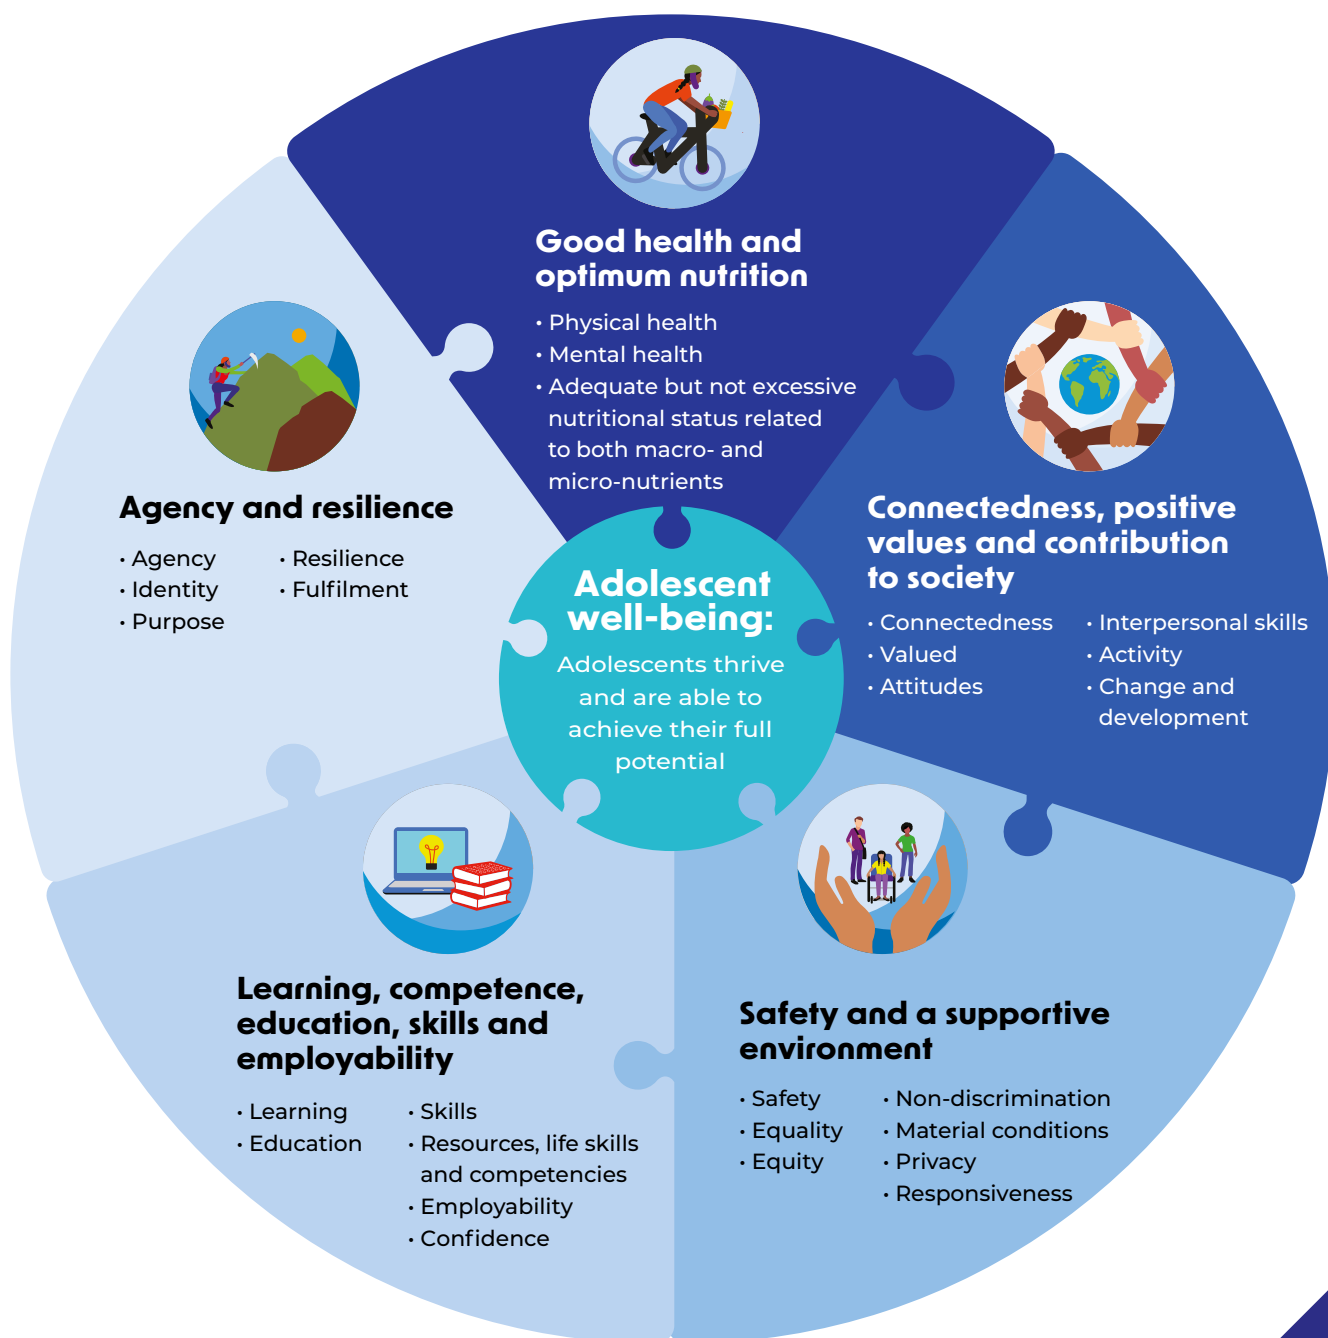 Good health and
optimum nutrition
· Physical health
· Mental health
· Adequate but not excessive
nutritional status related
to both macro- and
micro-nutrients
Connectedness, positive
values and contribution
to society
· Connectedness
· Valued
· Attitudes
· Interpersonal skills
· Activity
· Change and
development
Safety and a supportive
environment
· Safety
· Equality
· Equity
· Non-discrimination
· Material conditions
· Privacy
· Responsiveness
Learning, competence,
education, skills and
employability
· Learning
· Education
· Skills
· Resources, life skills
and competencies
· Employability
· Confidence
Agency and resilience
· Agency
· Identity
· Purpose
· Resilience
· Fulfilment
Adolescent
well-being:
Adolescents thrive
and are able to
achieve their full
potential